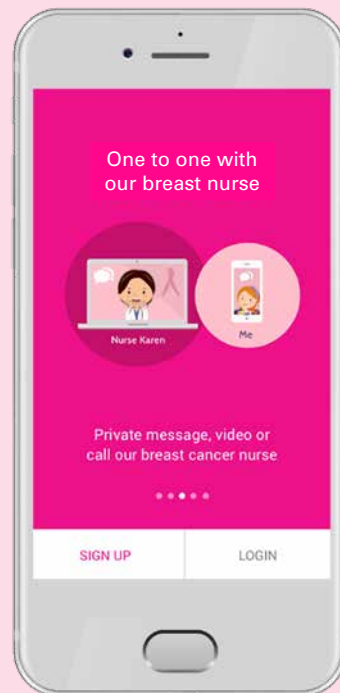 One to one with
our breast nurse
Nurse Karen
Me
Private message, video or
call our breast cancer nurse
SIGN UP
LOGIN